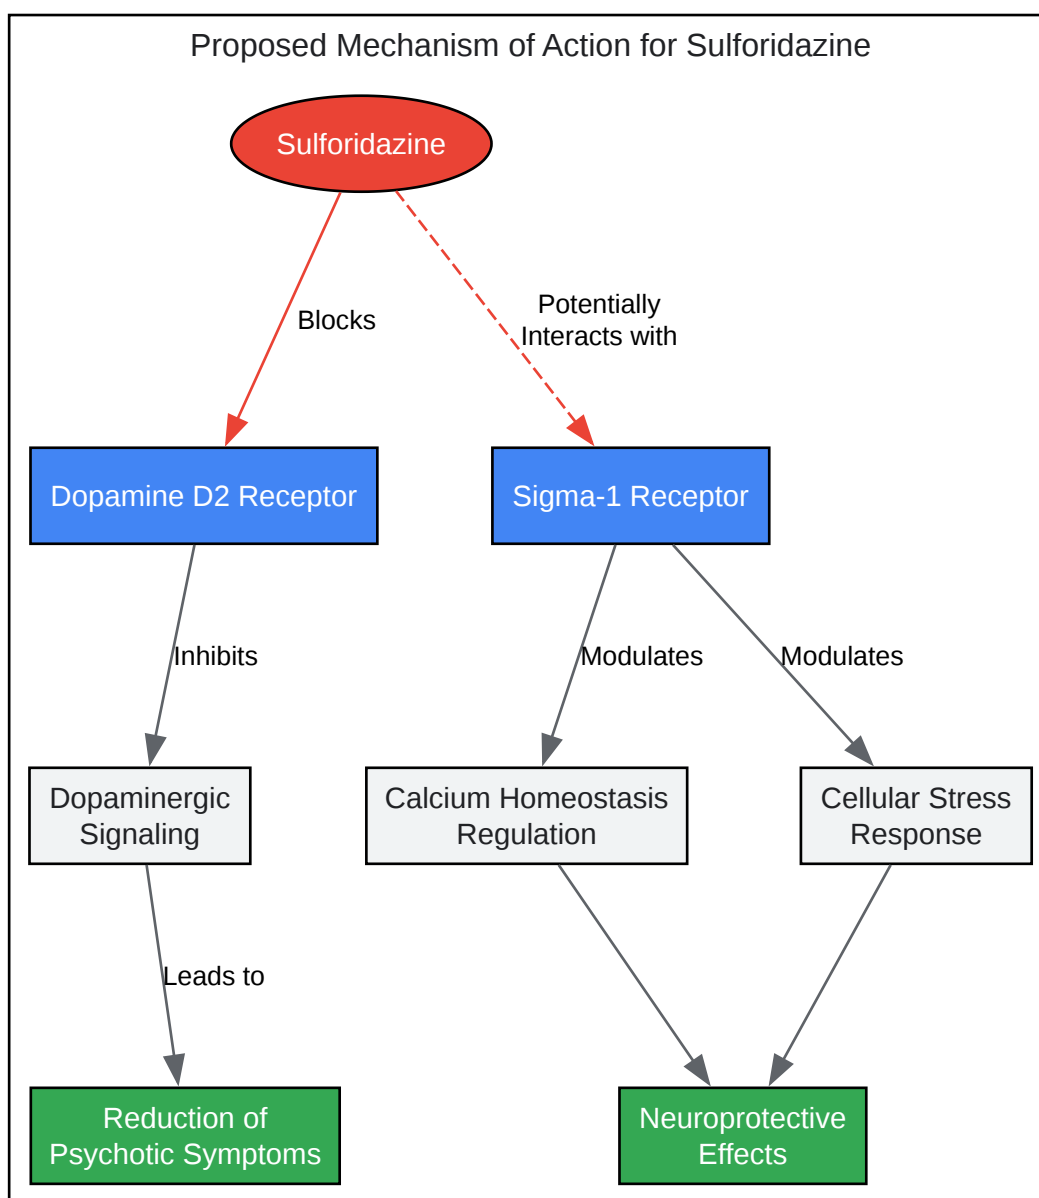 Proposed Mechanism of Action for Sulforidazine
Sulforidazine
Blocks
Potentially
Interacts with
Dopamine D2 Receptor
Sigma-1 Receptor
Inhibits
Modulates
Modulates
Dopaminergic
Signaling
Calcium Homeostasis
Regulation
Cellular Stress
Response
Leads to
Reduction of
Psychotic Symptoms
Neuroprotective
Effects